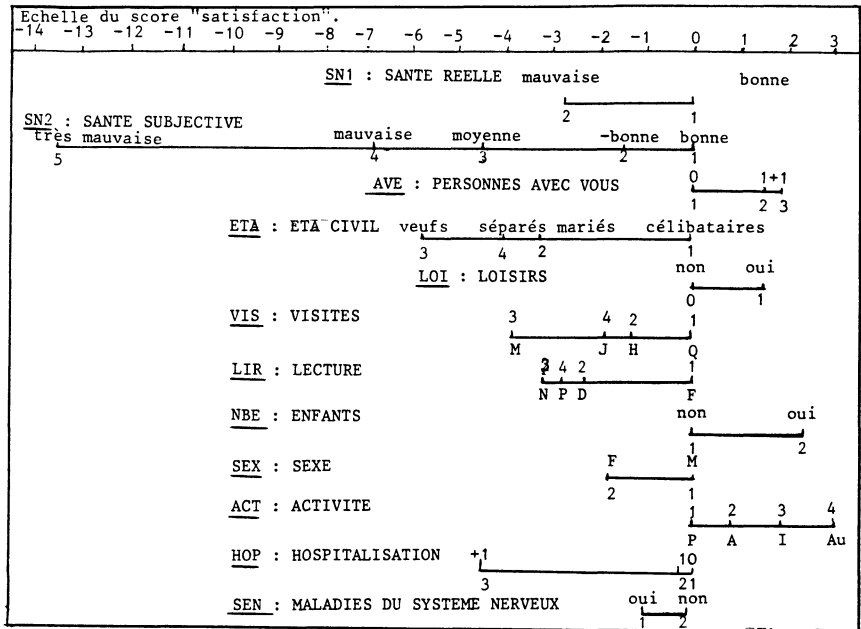 Echelle du score "satisfaction".
-14 -13 -12 -11 -10 -9 -8 -7 -6 -5 -4 -3 -2 -1 0 1 2 3
SN1 : SANTE REELLE mauvaise bonne
2 1
SN2 : SANTE SUBJECTIVE
très mauvaise mauvaise moyenne -bonne bonne
5 4 3 2 1
0 1+1
AVE : PERSONNES AVEC VOUS
1 2 3
ETA : ETA CIVIL veufs séparés mariés célibataires
3 4 2 1
non oui
LOI : LOISIRS
0 1
VIS : VISITES 3 4 2 1
M J H Q
LIR : LECTURE 3 4 2 1
N P D F
NBE : ENFANTS non oui
1 2
SEX : SEXE F M
2 1
ACT : ACTIVITE 1 2 3 4
P A I Au
HOP : HOSPITALISATION +1 10
3 21
SEN : MALADIES DU SYSTEME NERVEUX oui non
1 2